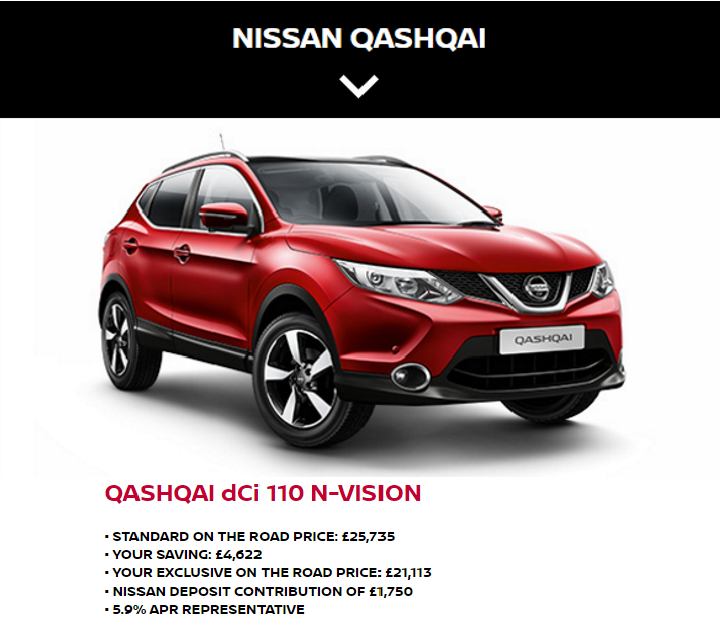 NISSAN QASHQAI
QASHQAI
QASHQAI dCi 110 N-VISION
• STANDARD ON THE ROAD PRICE: £25,735
• YOUR SAVING: £4,622
• YOUR EXCLUSIVE ON THE ROAD PRICE: £21,113
• NISSAN DEPOSIT CONTRIBUTION OF £1,750
• 5.9% APR REPRESENTATIVE